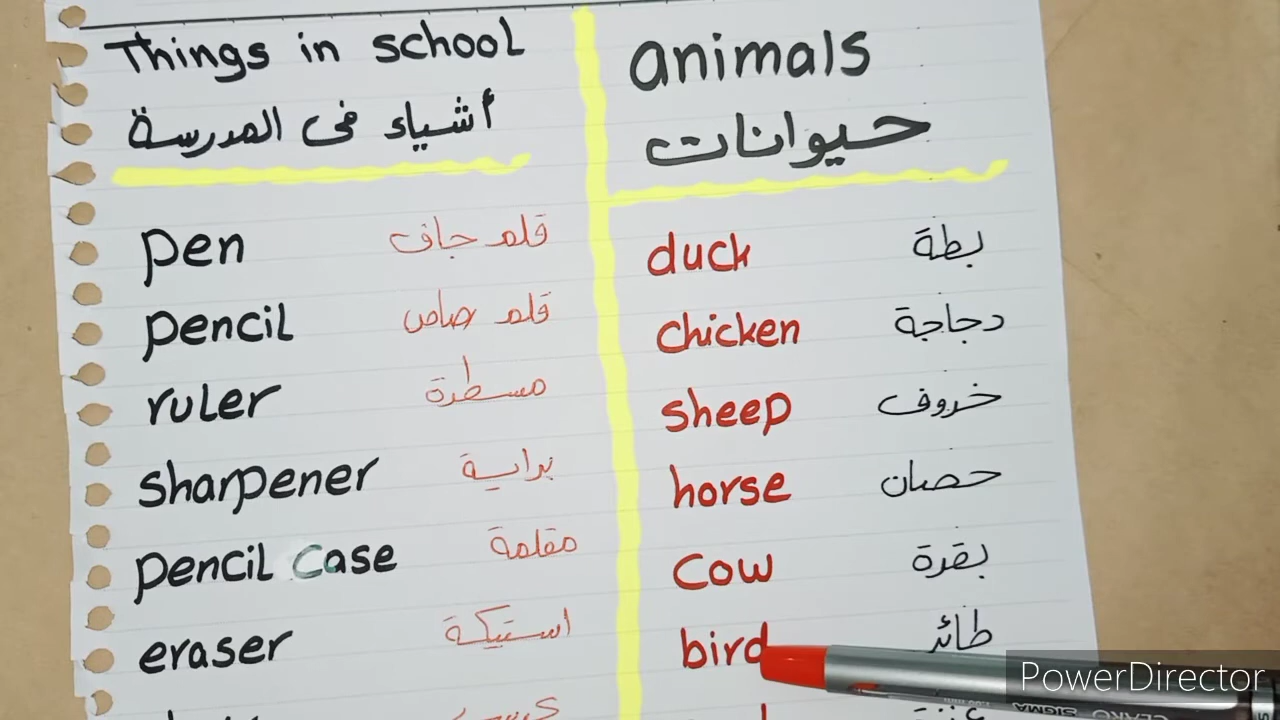 Things in school
أشياء فى المدرسة
pen قلم جاف
pencil قلم رصاص
ruler مسطرة
sharpener براية
pencil case مقلمة
eraser استيكة
animals
حيوانات
duck بطة
chicken دجاجة
sheep خروف
horse حصان
cow بقرة
bird طائر
PowerDirector